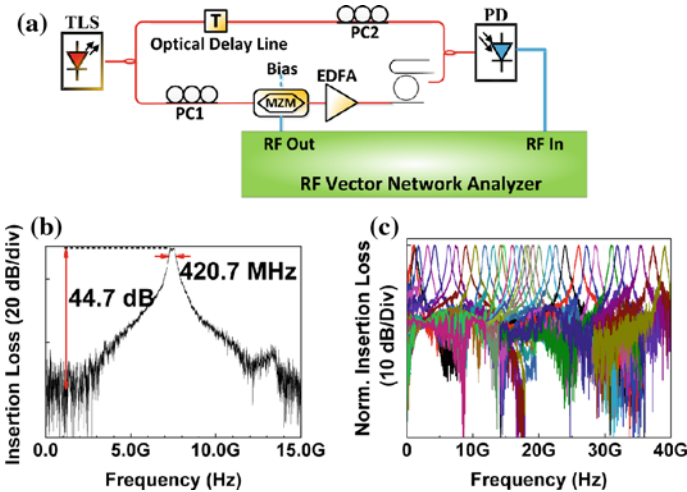 (a)
TLS
T
Optical Delay Line
PC2
PD
PC1
Bias
MZM
EDFA
RF Out
RF In
RF Vector Network Analyzer
(b)
Insertion Loss (20 dB/div)
44.7 dB
420.7 MHz
0.0
5.0G
10.0G
15.0G
Frequency (Hz)
(c)
Norm. Insertion Loss
(10 dB/Div)
0
10G
20G
30G
40G
Frequency (Hz)